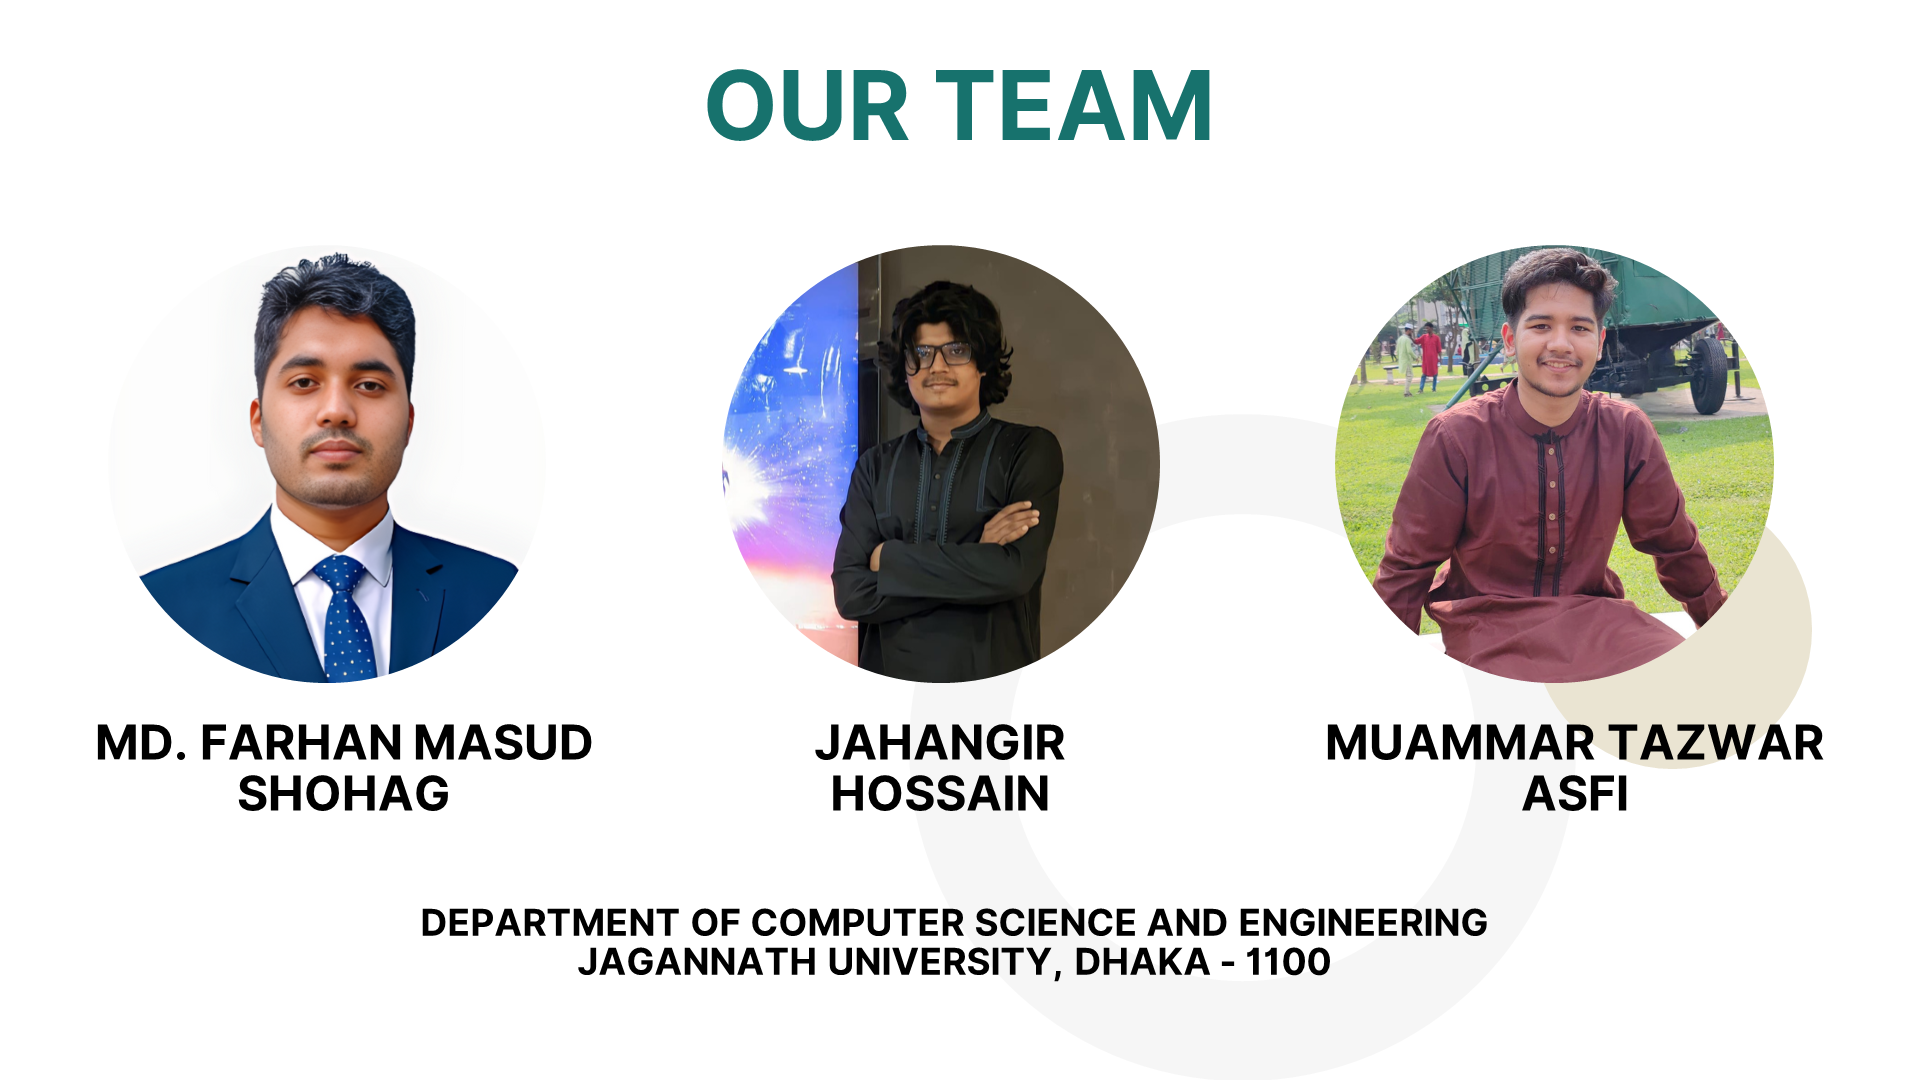 OUR TEAM
MD. FARHAN MASUD
SHOHAG
JAHANGIR
HOSSAIN
MUAMMAR TAZWAR
ASFI
DEPARTMENT OF COMPUTER SCIENCE AND ENGINEERING
JAGANNATH UNIVERSITY, DHAKA - 1100